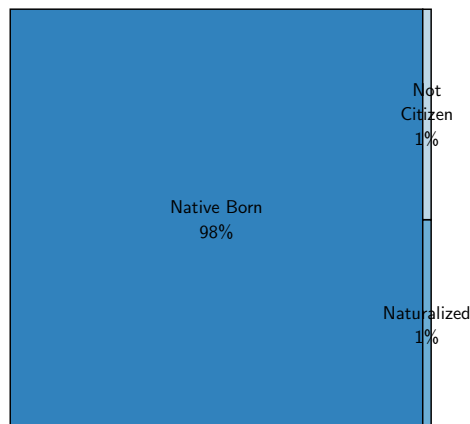 Native Born
98%
Not
Citizen
1%
Naturalized
1%